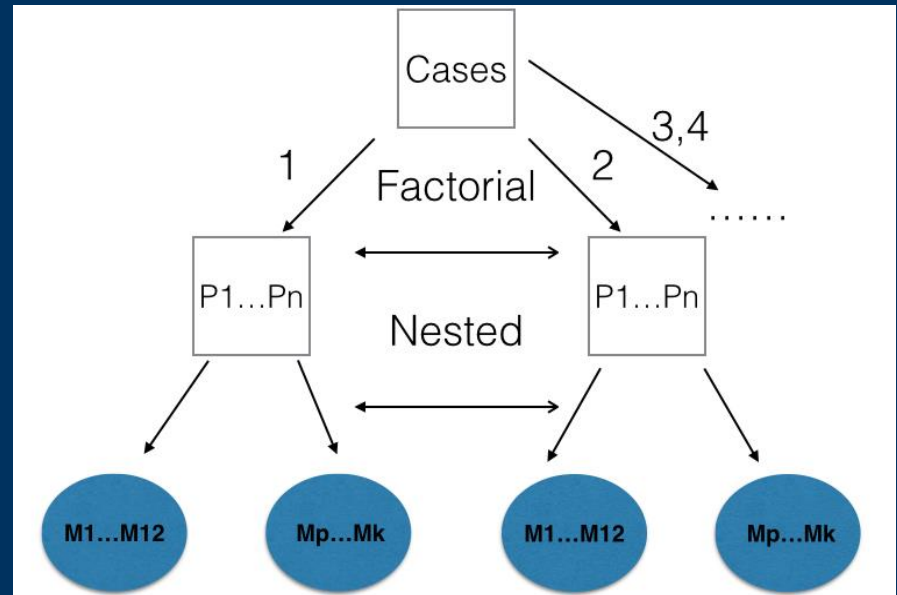 Cases
3,4
1
Factorial
2
......
P1...Pn
P1...Pn
Nested
M1...M12
Mp...Mk
M1...M12
Mp...Mk